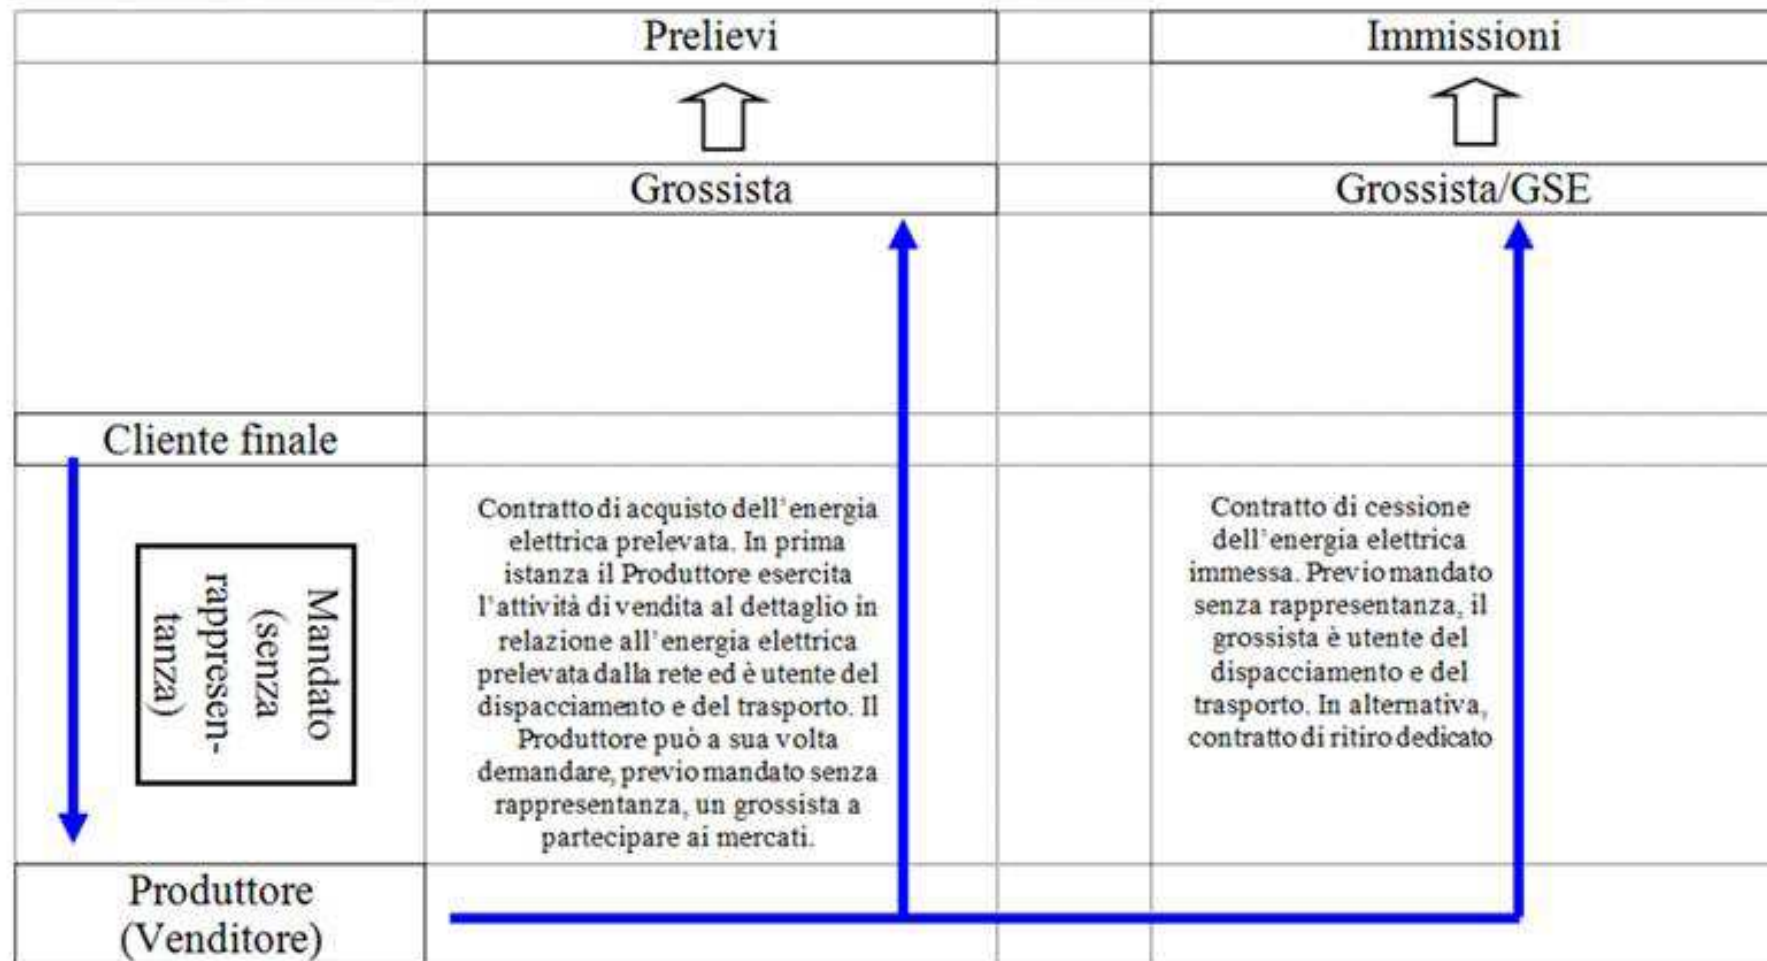 Prelievi
Immissioni
Grossista
Grossista/GSE
Cliente finale
Mandato
(senza
rappresen-
tanza)
Contratto di acquisto dell'energia
elettrica prelevata. In prima
istanza il Produttore esercita
l'attività di vendita al dettaglio in
relazione all'energia elettrica
prelevata dalla rete ed è utente del
dispacciamento e del trasporto. Il
Produttore può a sua volta
demandare, previo mandato senza
rappresentanza, un grossista a
partecipare ai mercati.
Contratto di cessione
dell'energia elettrica
immessa. Previo mandato
senza rappresentanza, il
grossista è utente del
dispacciamento e del
trasporto. In alternativa,
contratto di ritiro dedicato
Produttore
(Venditore)